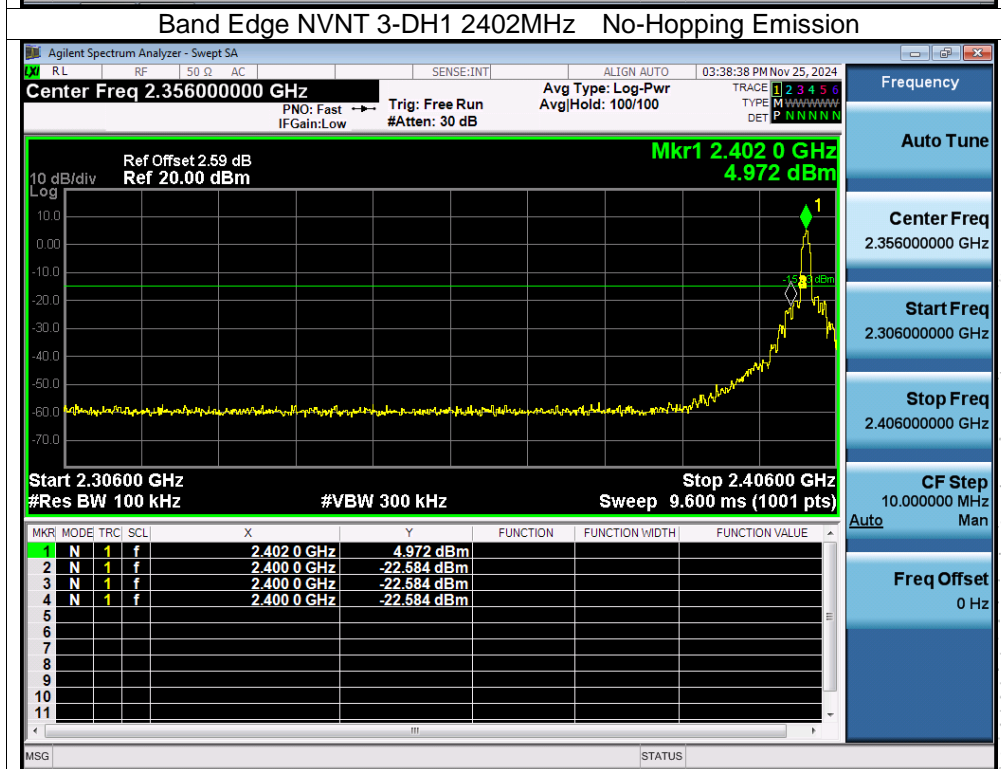 Band Edge NVNT 3-DH1 2402MHz No-Hopping Emission
Agilent Spectrum Analyzer - Swept SA
LXI RL RF 50 Ω AC SENSE:INT ALIGN AUTO 03:38:38 PM Nov 25, 2024
Center Freq 2.356000000 GHz
PNO: Fast
IFGain:Low
Trig: Free Run
#Atten: 30 dB
Avg Type: Log-Pwr
Avg|Hold: 100/100
TRACE 1 2 3 4 5 6
TYPE M WWWWW
DET P N N N N N
Frequency
Auto Tune
Center Freq
2.356000000 GHz
Start Freq
2.306000000 GHz
Stop Freq
2.406000000 GHz
CF Step
10.000000 MHz
Auto Man
Freq Offset
0 Hz
Mkr1 2.402 0 GHz
4.972 dBm
Ref Offset 2.59 dB
10 dB/div Ref 20.00 dBm
Log
1
10.0
0.00
-10.0
-20.0
-30.0
-40.0
-50.0
-60.0
-70.0
dBm
Start 2.30600 GHz Stop 2.40600 GHz
#Res BW 100 kHz #VBW 300 kHz Sweep 9.600 ms (1001 pts)
MKR MODE TRC SCL X Y FUNCTION FUNCTION WIDTH FUNCTION VALUE
1 N 1 f 2.402 0 GHz 4.972 dBm
2 N 1 f 2.400 0 GHz -22.584 dBm
3 N 1 f 2.400 0 GHz -22.584 dBm
4 N 1 f 2.400 0 GHz -22.584 dBm
5
6
7
8
9
10
11
MSG STATUS